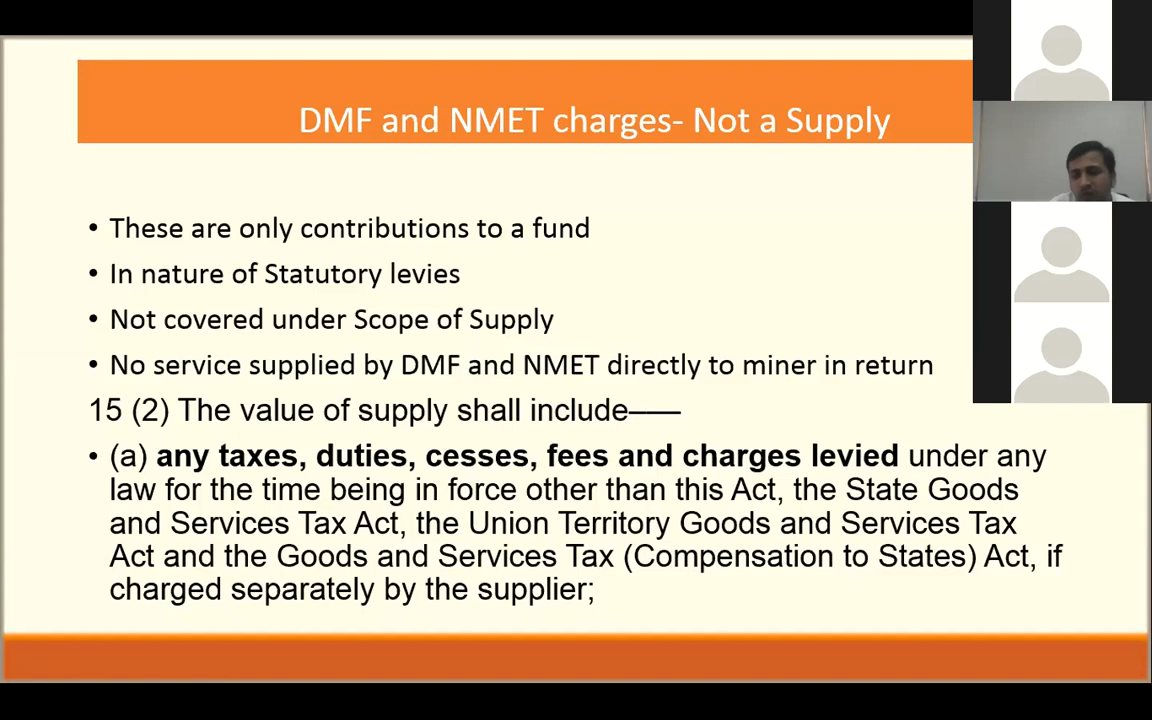 DMF and NMET charges- Not a Supply
• These are only contributions to a fund
• In nature of Statutory levies
• Not covered under Scope of Supply
• No service supplied by DMF and NMET directly to miner in return
15 (2) The value of supply shall include–––
• (a) any taxes, duties, cesses, fees and charges levied under any
law for the time being in force other than this Act, the State Goods
and Services Tax Act, the Union Territory Goods and Services Tax
Act and the Goods and Services Tax (Compensation to States) Act, if
charged separately by the supplier;